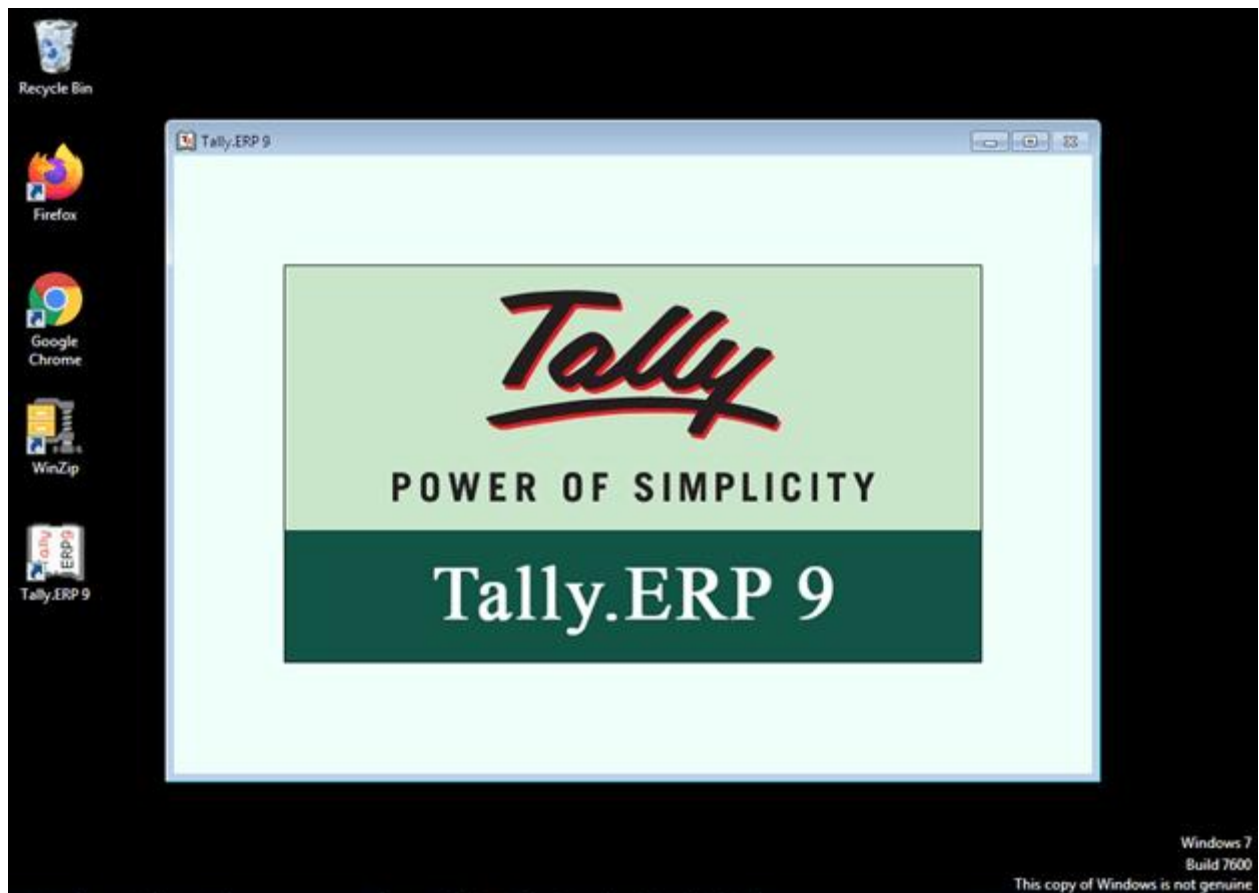 Recycle Bin
Firefox
Google
Chrome
WinZip
Tally
ERP9
Tally.ERP 9
Tally.ERP 9
Tally
POWER OF SIMPLICITY
Tally.ERP 9
Windows 7
Build 7600
This copy of Windows is not genuine